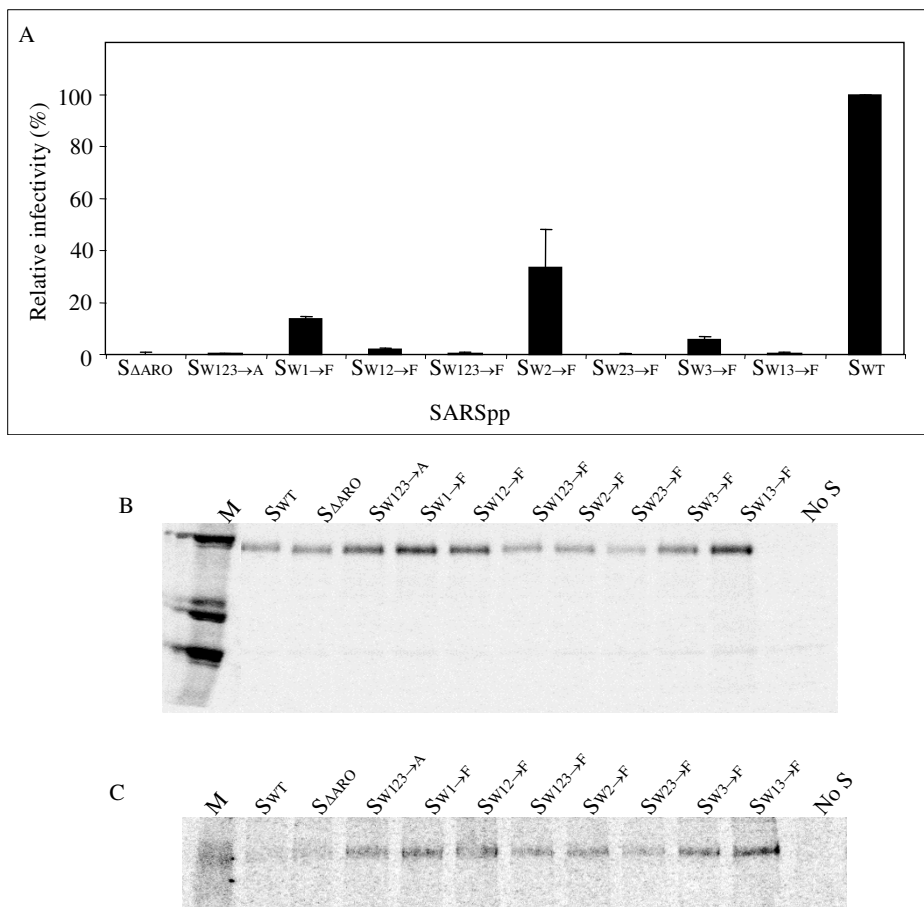 A
Relative infectivity (%)
100
80
60
40
20
0
SΔARO SW123→A SW1→F SW12→F SW123→F SW2→F SW23→F SW3→F SW13→F SWT
SARSpp
B
M SWT SΔARO SW123→A SW1→F SW12→F SW123→F SW2→F SW23→F SW3→F SW13→F No S
C
M SWT SΔARO SW123→A SW1→F SW12→F SW123→F SW2→F SW23→F SW3→F SW13→F No S